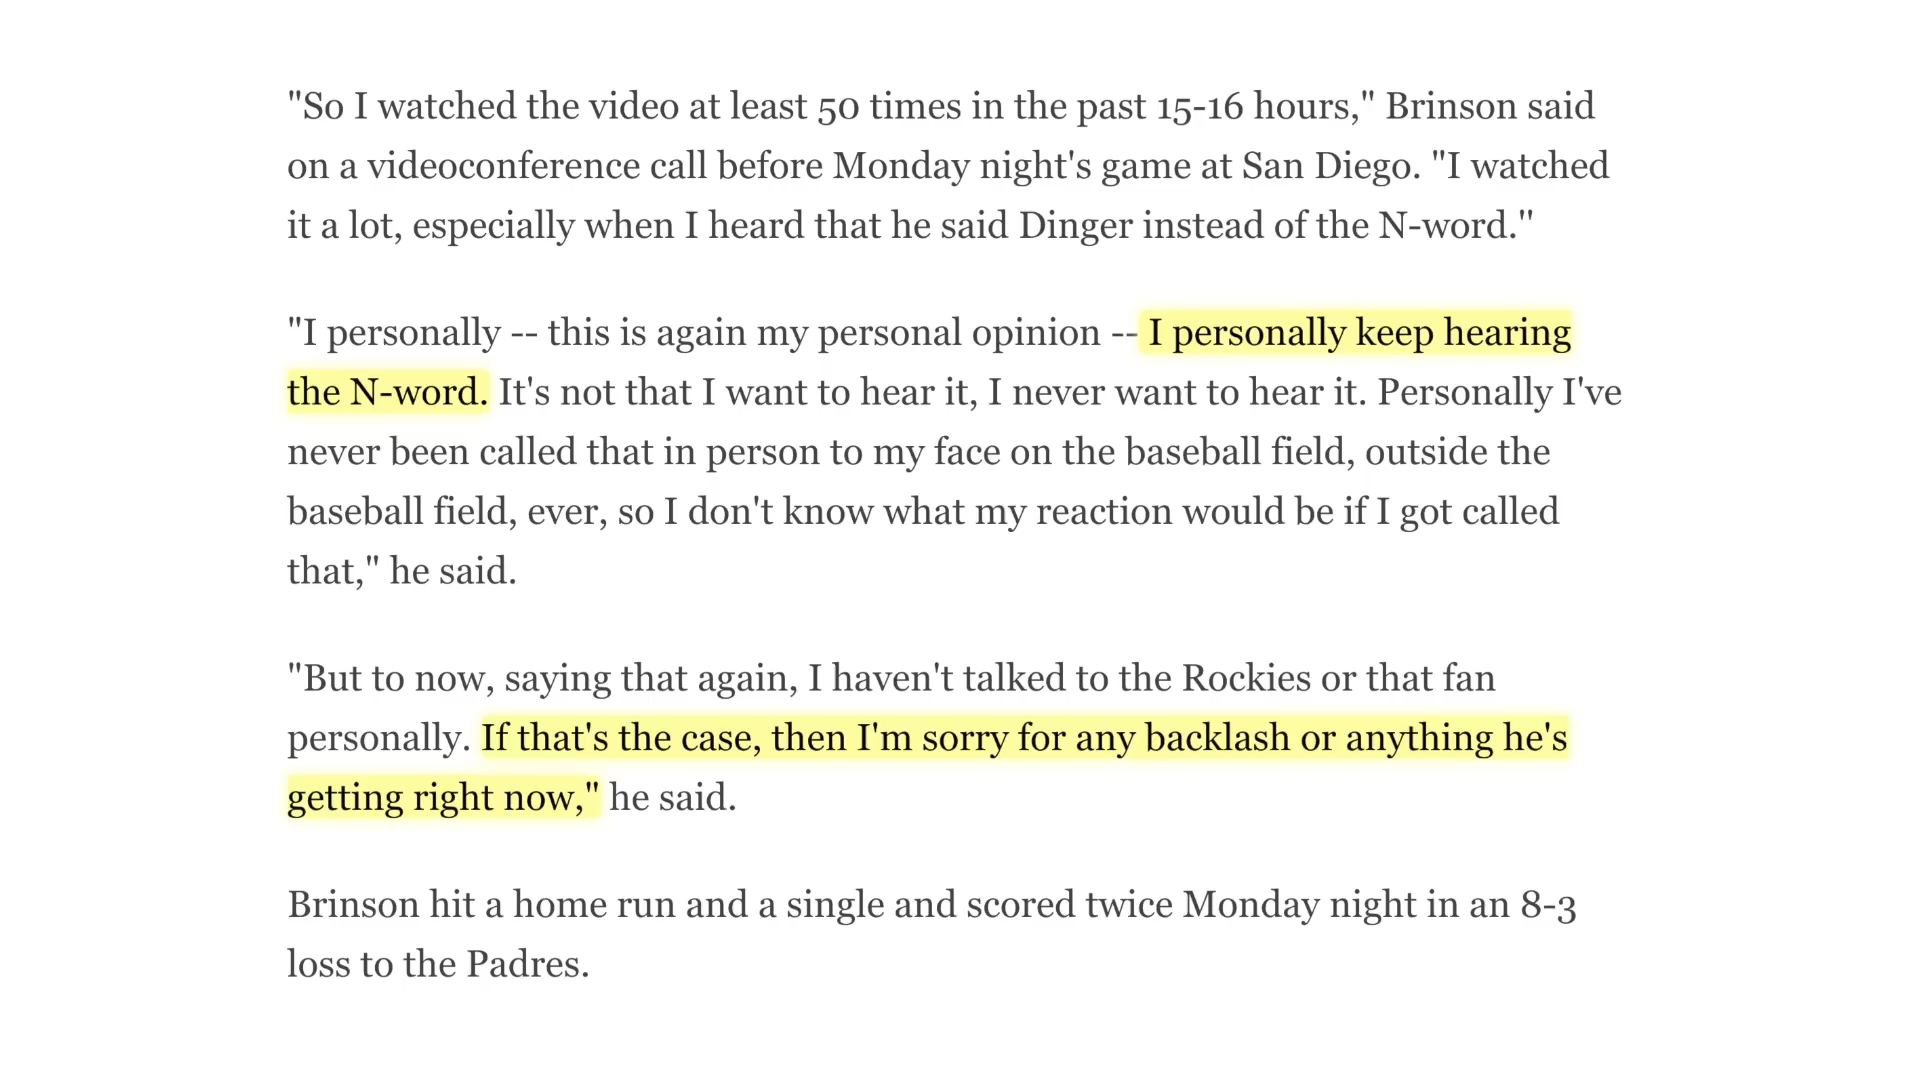 "So I watched the video at least 50 times in the past 15-16 hours," Brinson said
on a videoconference call before Monday night's game at San Diego. "I watched
it a lot, especially when I heard that he said Dinger instead of the N-word."
"I personally -- this is again my personal opinion -- I personally keep hearing
the N-word. It's not that I want to hear it, I never want to hear it. Personally I've
never been called that in person to my face on the baseball field, outside the
baseball field, ever, so I don't know what my reaction would be if I got called
that," he said.
"But to now, saying that again, I haven't talked to the Rockies or that fan
personally. If that's the case, then I'm sorry for any backlash or anything he's
getting right now," he said.
Brinson hit a home run and a single and scored twice Monday night in an 8-3
loss to the Padres.